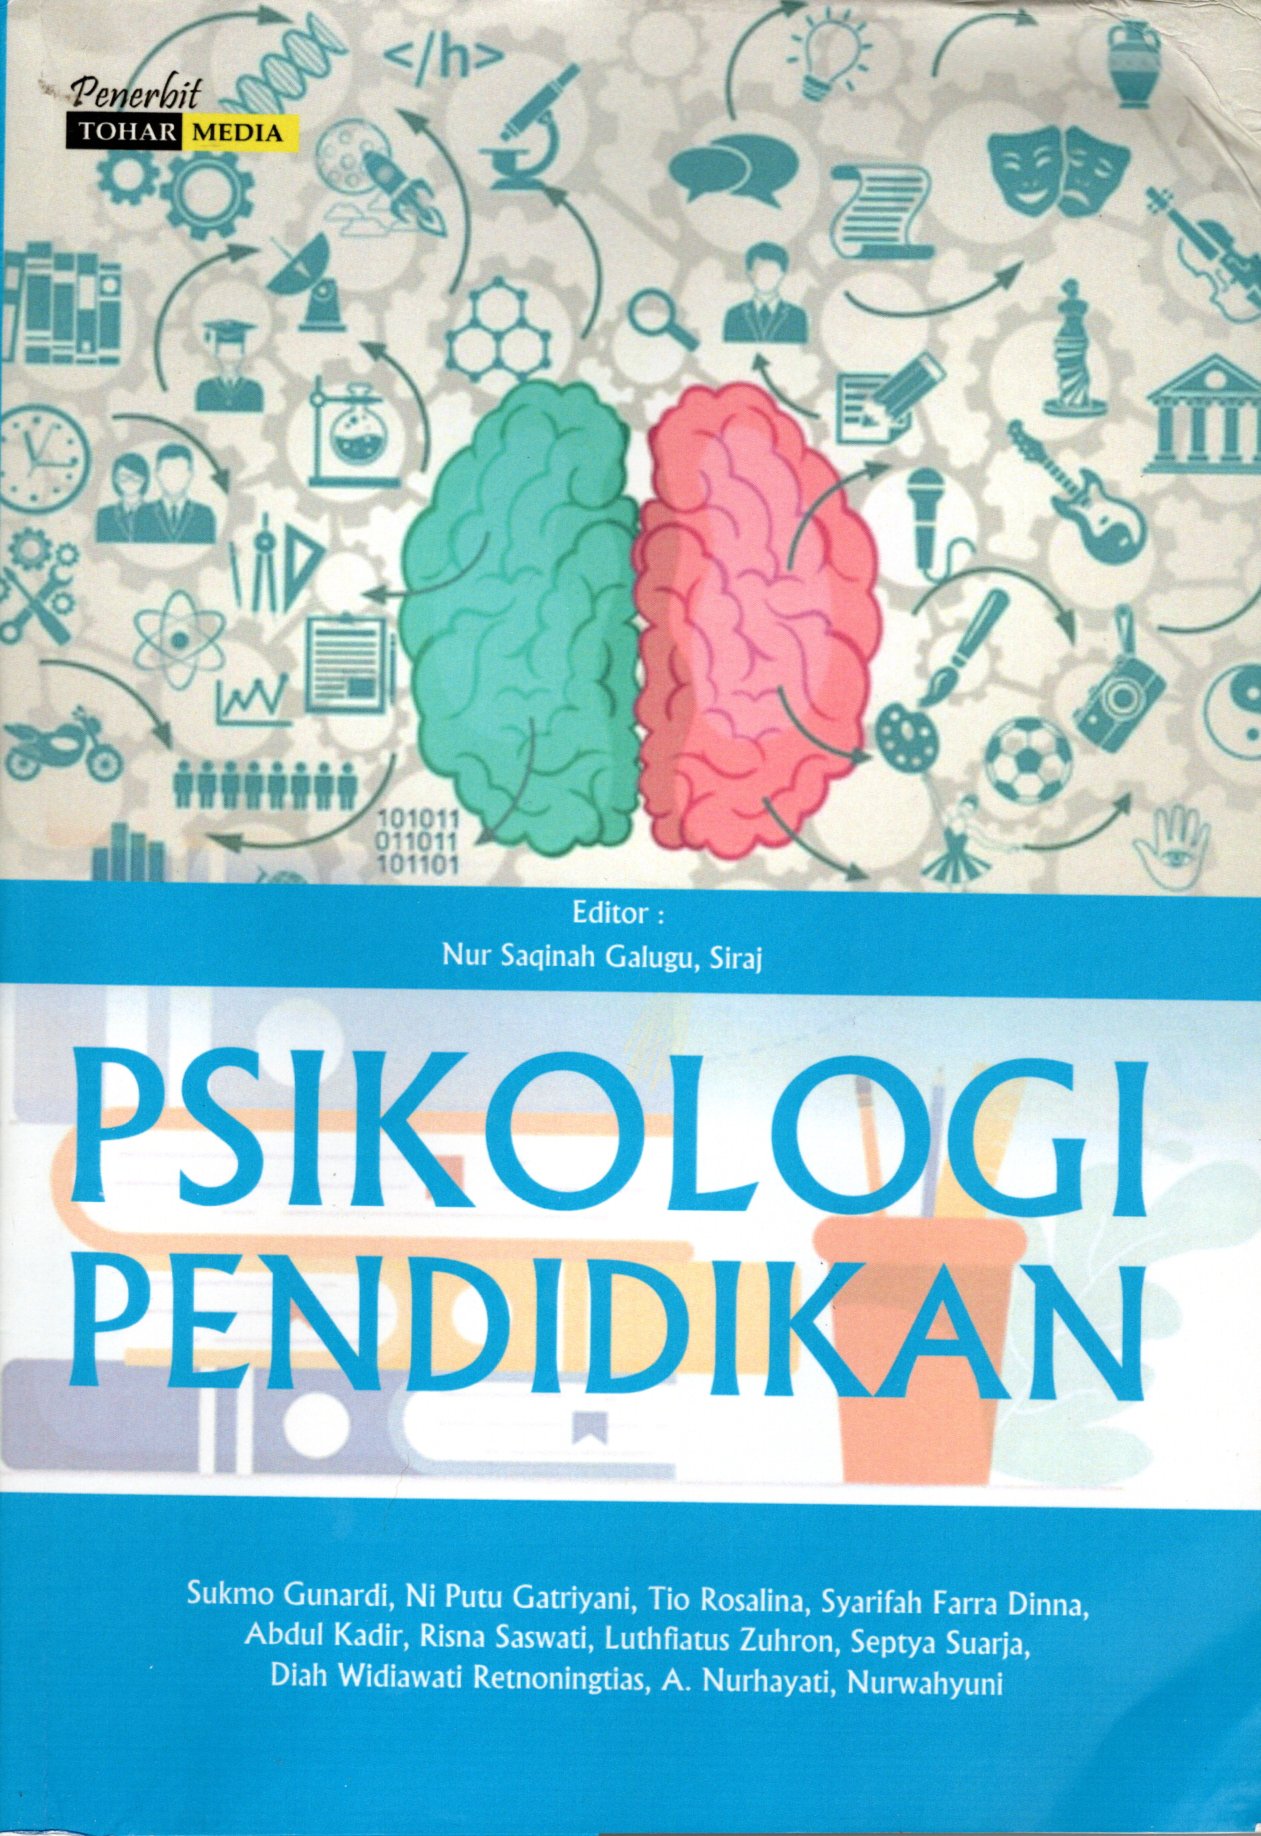 </h>
Penerbit
TOHAR MEDIA
101011
011011
101101
Editor :
Nur Saqinah Galugu, Siraj
PSIKOLOGI
PENDIDIKAN
Sukmo Gunardi, Ni Putu Gatriyani, Tio Rosalina, Syarifah Farra Dinna,
Abdul Kadir, Risna Saswati, Luthfiatus Zuhron, Septya Suarja,
Diah Widiawati Retnoningtias, A. Nurhayati, Nurwahyuni